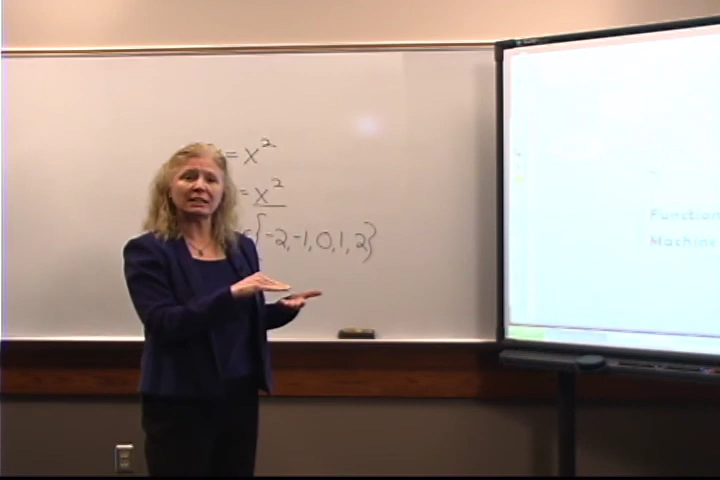 = x²
= x²
{-2, -1, 0, 1, 2}
Function
Machine